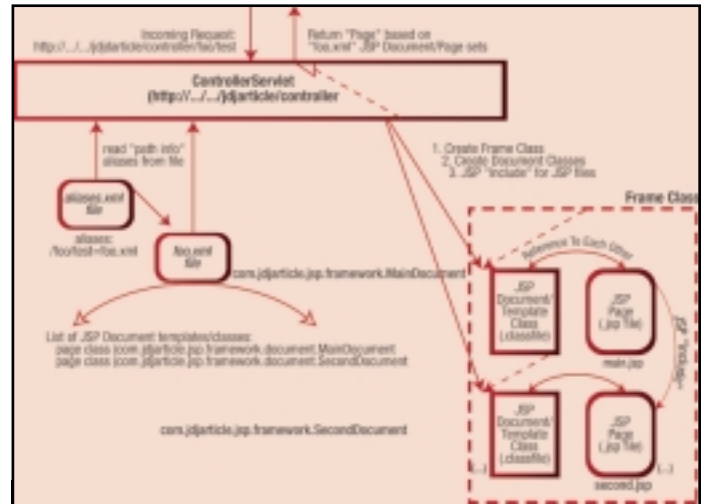 Incoming Request:
http://.../.../jdjarticle/controller/foo/test
Return "Page" based on
"foo.xml" JSP Document/Page sets
ControllerServlet
(http://.../.../jdjarticle/controller
read "path info"
aliases from file
1. Create Frame Class
2. Create Document Classes
3. JSP "Include" for JSP files
Frame Class
aliases.xml
file
aliases:
/foo/test=foo.xml
foo.xml
file
com.jdjarticle.jsp.framework.MainDocument
Reference To Each Other
JSP
Document/
Template
Class
(.classfile)
JSP
Page
(.jsp file)
main.jsp
JSP "Include"
List of JSP Document templates/classes:
page class (com.jdjarticle.jsp.framework.document.MainDocument
page class (com.jdjarticle.jsp.framework.document.SecondDocument
com.jdjarticle.jsp.framework.SecondDocument
JSP
Document/
Template
Class
(.classfile)
JSP
Page
(.jsp file)
(...)
(...)
second.jsp